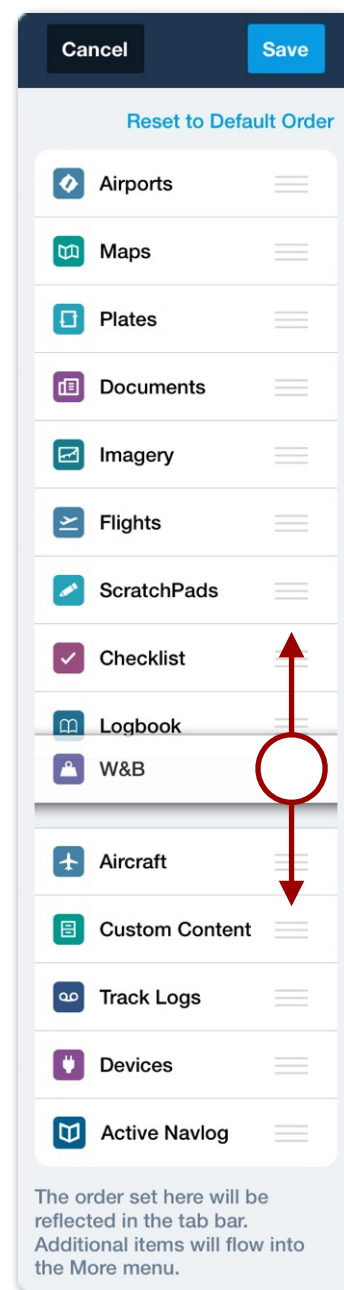 Cancel
Save
Reset to Default Order
Airports
Maps
Plates
Documents
Imagery
Flights
ScratchPads
Checklist
Logbook
W&B
Aircraft
Custom Content
Track Logs
Devices
Active Navlog
The order set here will be
reflected in the tab bar.
Additional items will flow into
the More menu.